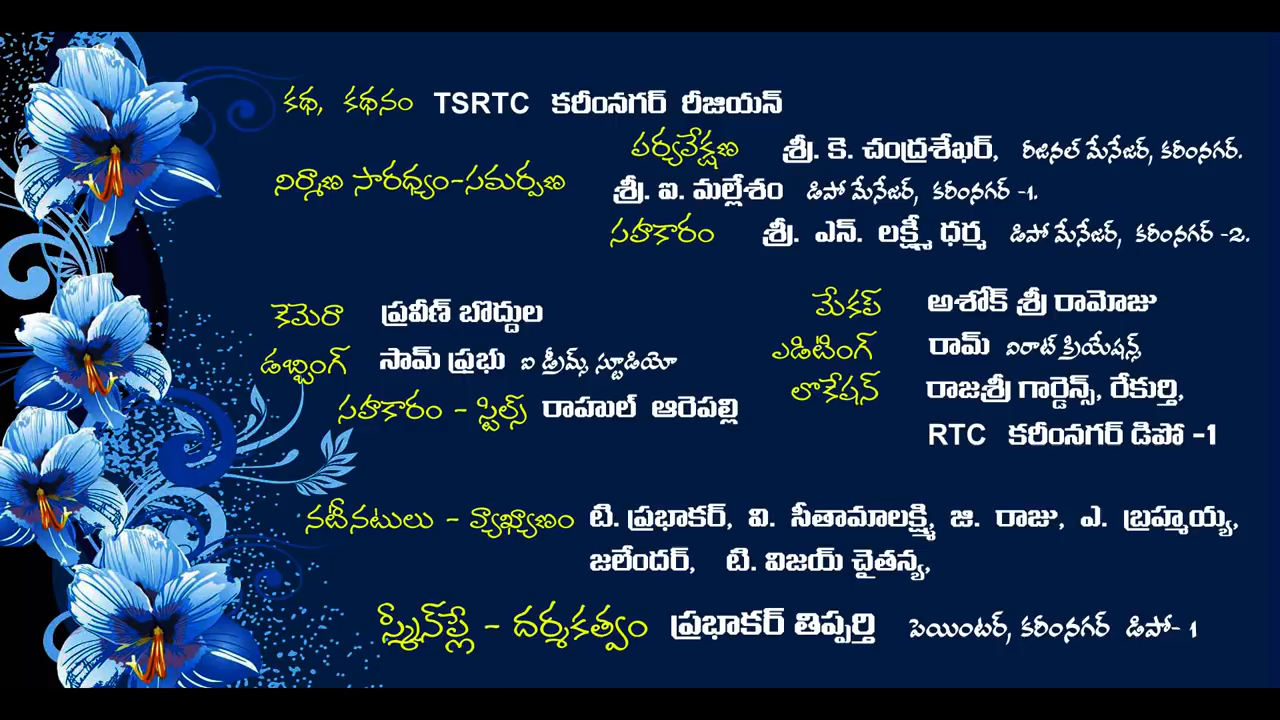 కథ, కథనం TSRTC కరీంనగర్ రీజియన్
పర్యవేక్షణ శ్రీ. కె. చంద్రశేఖర్, రీజినల్ మేనేజర్, కరీంనగర్.
నిర్మాణ సారధ్యం-సమర్పణ శ్రీ. ఐ. మల్లేశం డిపో మేనేజర్, కరీంనగర్ -1.
సహకారం శ్రీ. ఎన్. లక్ష్మీ ధర్మ డిపో మేనేజర్, కరీంనగర్ -2.
కెమెరా ప్రవీణ్ బొద్దుల
మేకప్ అశోక్ శ్రీ రామోజు
డబ్బింగ్ సామ్ ప్రభు ఐ డ్రీమ్స్ స్టూడియో
ఎడిటింగ్ రామ్ విరాట్ క్రియేషన్స్
సహకారం - స్టిల్స్ రాహుల్ ఆరెపల్లి
లొకేషన్ రాజశ్రీ గార్డెన్స్, రేకుర్తి,
RTC కరీంనగర్ డిపో -1
నటీనటులు - వ్యాఖ్యాణం టి. ప్రభాకర్, వి. సీతామాలక్ష్మి, జి. రాజు, ఎ. బ్రహ్మయ్య,
జలేందర్, టి. విజయ్ చైతన్య,
స్క్రీన్‌ప్లే - దర్శకత్వం ప్రభాకర్ తిప్పర్తి పెయింటర్, కరీంనగర్ డిపో- 1